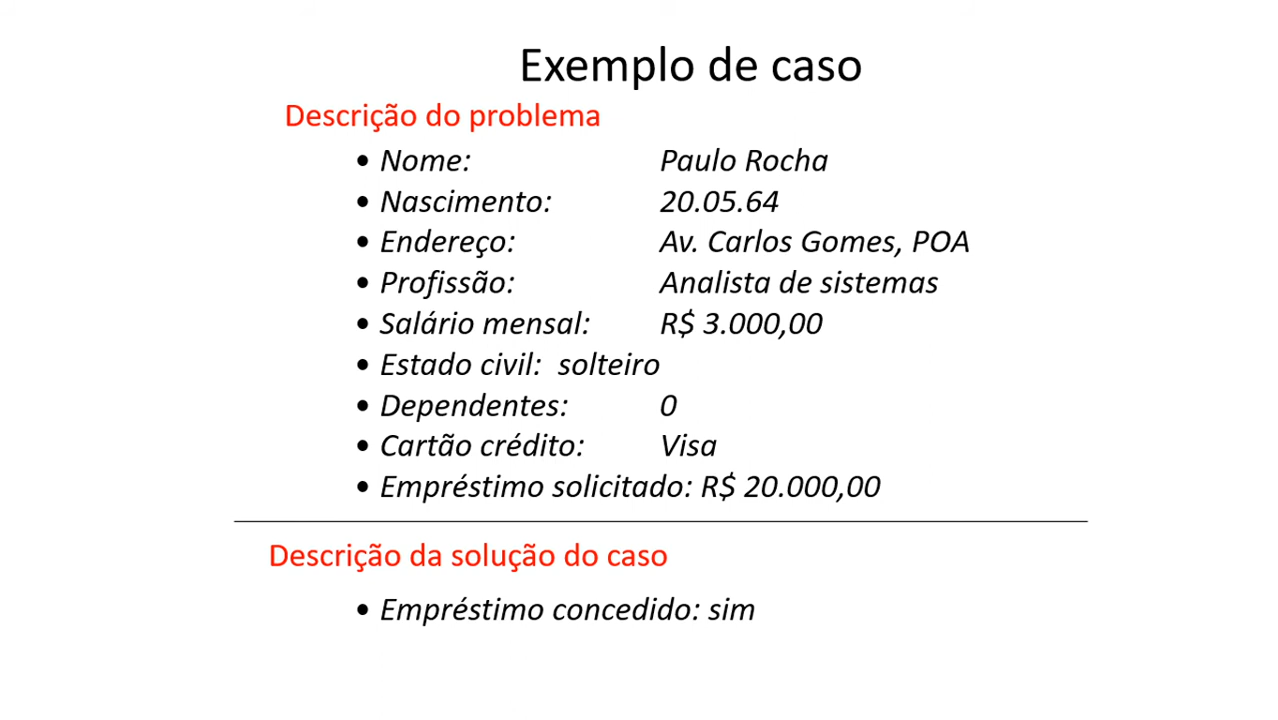 Exemplo de caso
Descrição do problema
• Nome: Paulo Rocha
• Nascimento: 20.05.64
• Endereço: Av. Carlos Gomes, POA
• Profissão: Analista de sistemas
• Salário mensal: R$ 3.000,00
• Estado civil: solteiro
• Dependentes: 0
• Cartão crédito: Visa
• Empréstimo solicitado: R$ 20.000,00
Descrição da solução do caso
• Empréstimo concedido: sim